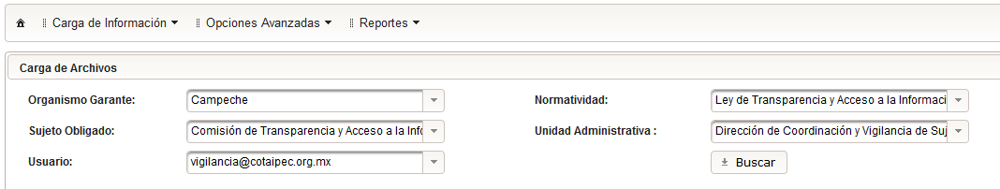 Carga de Información Opciones Avanzadas Reportes
Carga de Archivos
Organismo Garante: Campeche Normatividad: Ley de Transparencia y Acceso a la Informaci
Sujeto Obligado: Comisión de Transparencia y Acceso a la Info Unidad Administrativa : Dirección de Coordinación y Vigilancia de Suj
Usuario: vigilancia@cotaipec.org.mx Buscar